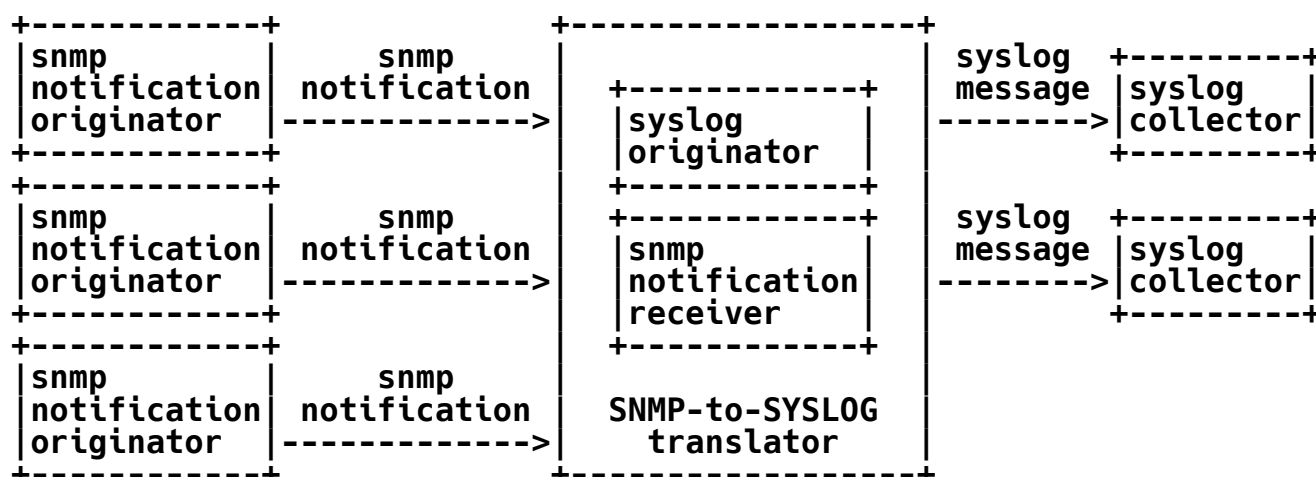 +------------+                +------------------+
|snmp        |     snmp       |                  | syslog  +---------+
|notification| notification   |  +------------+  | message |syslog   |
|originator  |------------->|  |syslog      |  |-------->|collector|
+------------+                |  |originator  |  |         +---------+
+------------+                |  +------------+  |
|snmp        |     snmp       |  +------------+  | syslog  +---------+
|notification| notification   |  |snmp        |  | message |syslog   |
|originator  |------------->|  |notification|  |-------->|collector|
+------------+                |  |receiver    |  |         +---------+
+------------+                |  +------------+  |
|snmp        |     snmp       |                  |
|notification| notification   |  SNMP-to-SYSLOG  |
|originator  |------------->|    translator    |
+------------+                +------------------+